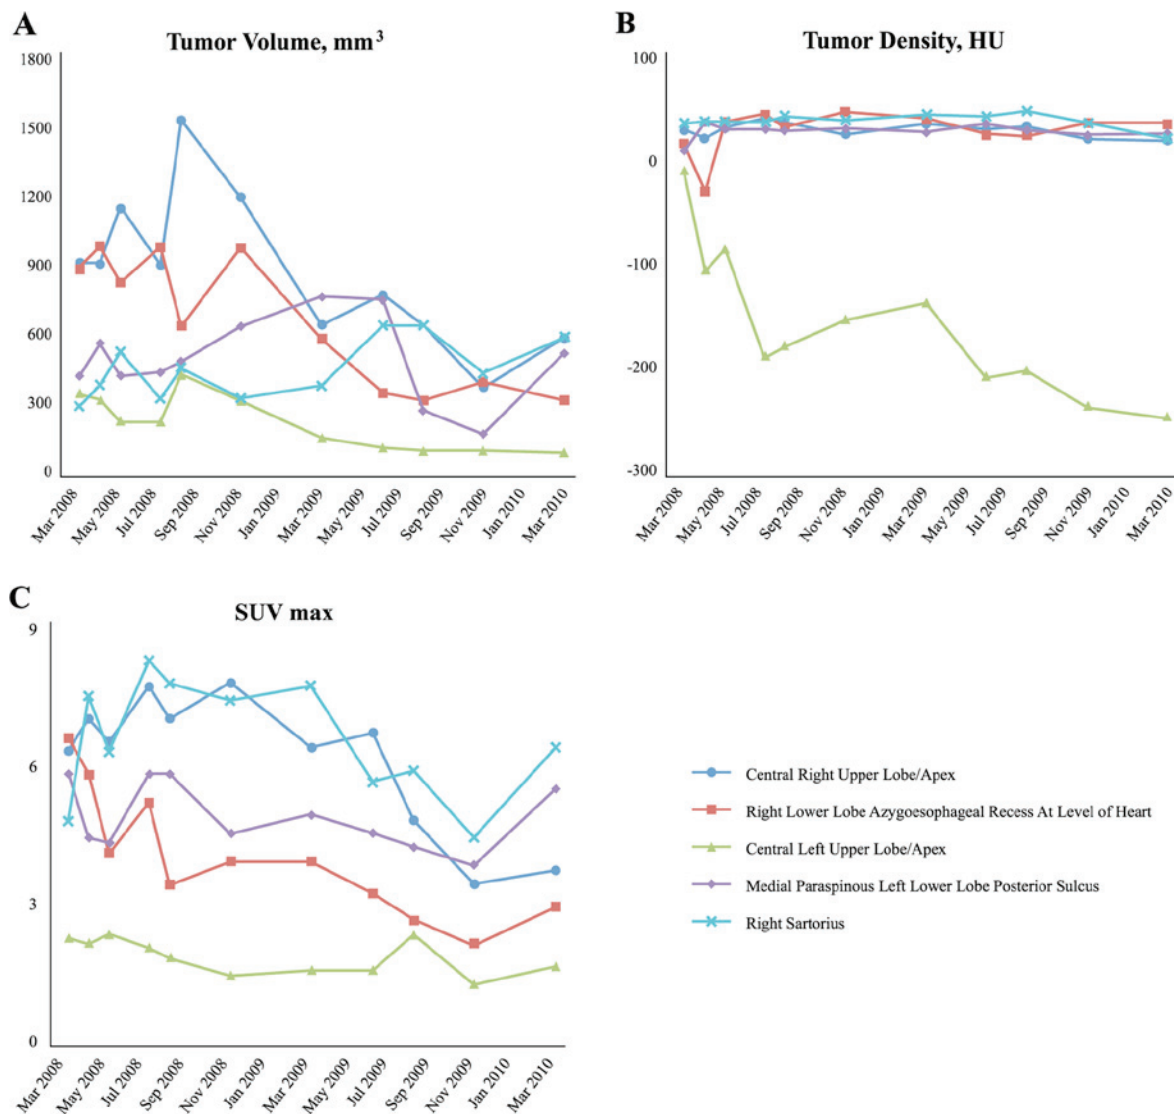 A
Tumor Volume, mm³
1800
1500
1200
900
600
300
0
Mar 2008
May 2008
Jul 2008
Sep 2008
Nov 2008
Jan 2009
Mar 2009
May 2009
Jul 2009
Sep 2009
Nov 2009
Jan 2010
Mar 2010
B
Tumor Density, HU
100
0
-100
-200
-300
Mar 2008
May 2008
Jul 2008
Sep 2008
Nov 2008
Jan 2009
Mar 2009
May 2009
Jul 2009
Sep 2009
Nov 2009
Jan 2010
Mar 2010
C
SUV max
9
6
3
0
Mar 2008
May 2008
Jul 2008
Sep 2008
Nov 2008
Jan 2009
Mar 2009
May 2009
Jul 2009
Sep 2009
Nov 2009
Jan 2010
Mar 2010
Central Right Upper Lobe/Apex
Right Lower Lobe Azygoesophageal Recess At Level of Heart
Central Left Upper Lobe/Apex
Medial Paraspinous Left Lower Lobe Posterior Sulcus
Right Sartorius